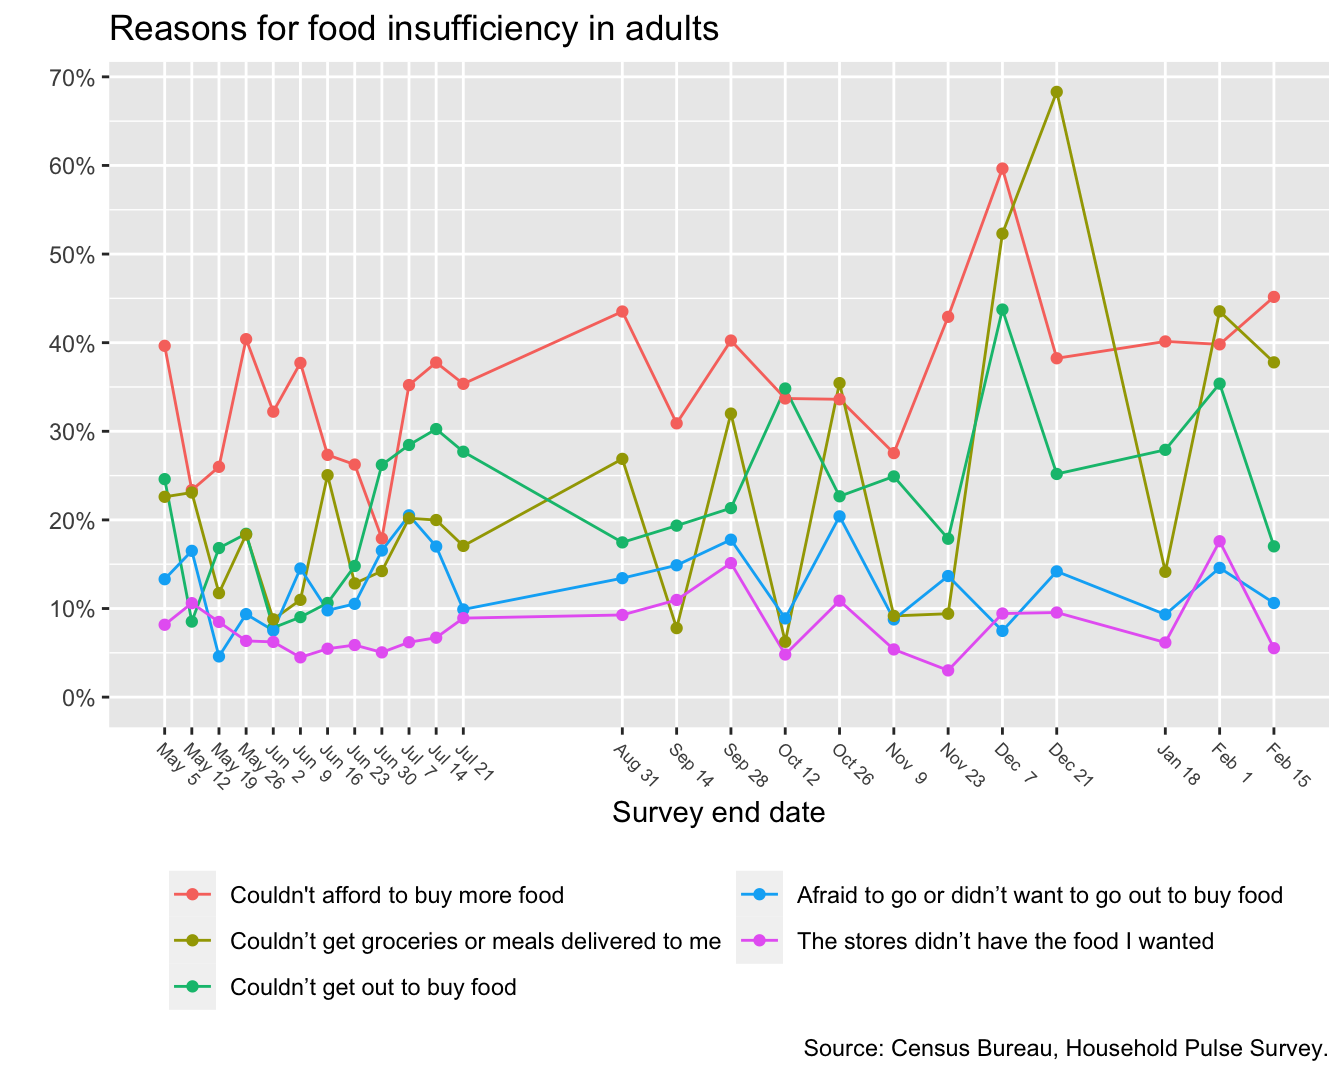 Reasons for food insufficiency in adults
70%
60%
50%
40%
30%
20%
10%
0%
May 5
May 12
May 19
May 26
Jun 2
Jun 9
Jun 16
Jun 23
Jun 30
Jul 7
Jul 14
Jul 21
Aug 31
Sep 14
Sep 28
Oct 12
Oct 26
Nov 9
Nov 23
Dec 7
Dec 21
Jan 18
Feb 1
Feb 15
Survey end date
Couldn't afford to buy more food
Couldn’t get groceries or meals delivered to me
Couldn’t get out to buy food
Afraid to go or didn’t want to go out to buy food
The stores didn’t have the food I wanted
Source: Census Bureau, Household Pulse Survey.